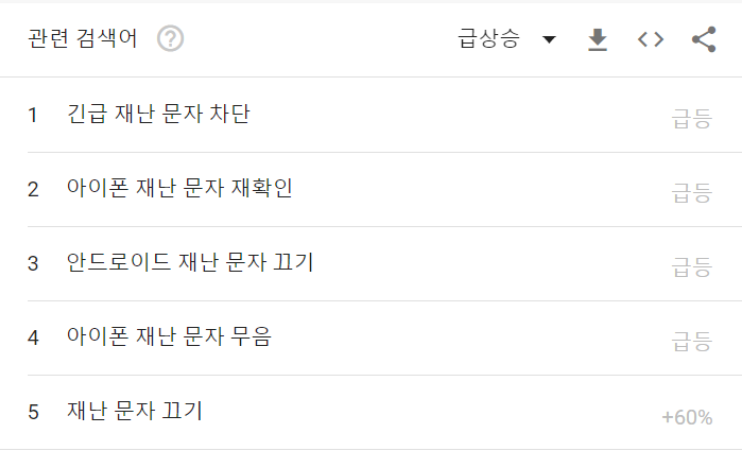 관련 검색어 ? 급상승
1 긴급 재난 문자 차단 급등
2 아이폰 재난 문자 재확인 급등
3 안드로이드 재난 문자 끄기 급등
4 아이폰 재난 문자 무음 급등
5 재난 문자 끄기 +60%